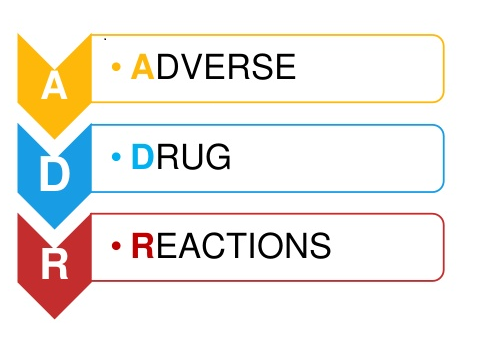 A
• ADVERSE
D
• DRUG
R
• REACTIONS